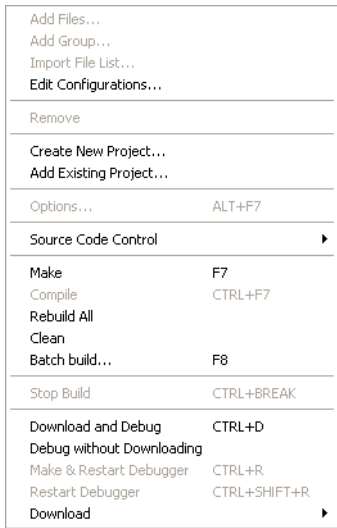 Add Files...
Add Group...
Import File List...
Edit Configurations...
Remove
Create New Project...
Add Existing Project...
Options... ALT+F7
Source Code Control
Make F7
Compile CTRL+F7
Rebuild All
Clean
Batch build... F8
Stop Build CTRL+BREAK
Download and Debug CTRL+D
Debug without Downloading
Make & Restart Debugger CTRL+R
Restart Debugger CTRL+SHIFT+R
Download